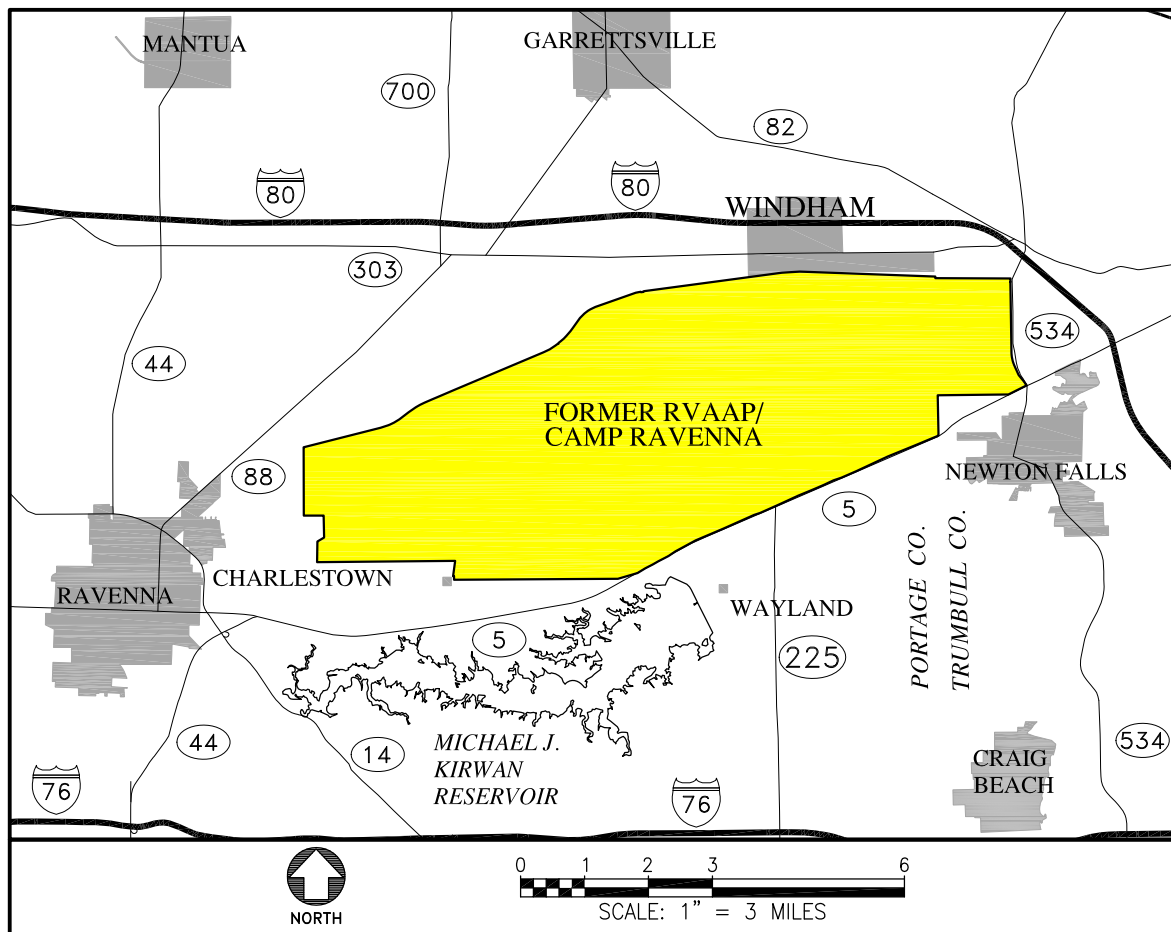 MANTUA
GARRETTSVILLE
700
82
80
80
WINDHAM
303
534
44
FORMER RVAAP/
CAMP RAVENNA
88
NEWTON FALLS
5
PORTAGE CO.
TRUMBULL CO.
CHARLESTOWN
RAVENNA
WAYLAND
5
225
44
14
MICHAEL J.
KIRWAN
RESERVOIR
534
CRAIG
BEACH
76
76
NORTH
0 1 2 3 6
SCALE: 1" = 3 MILES